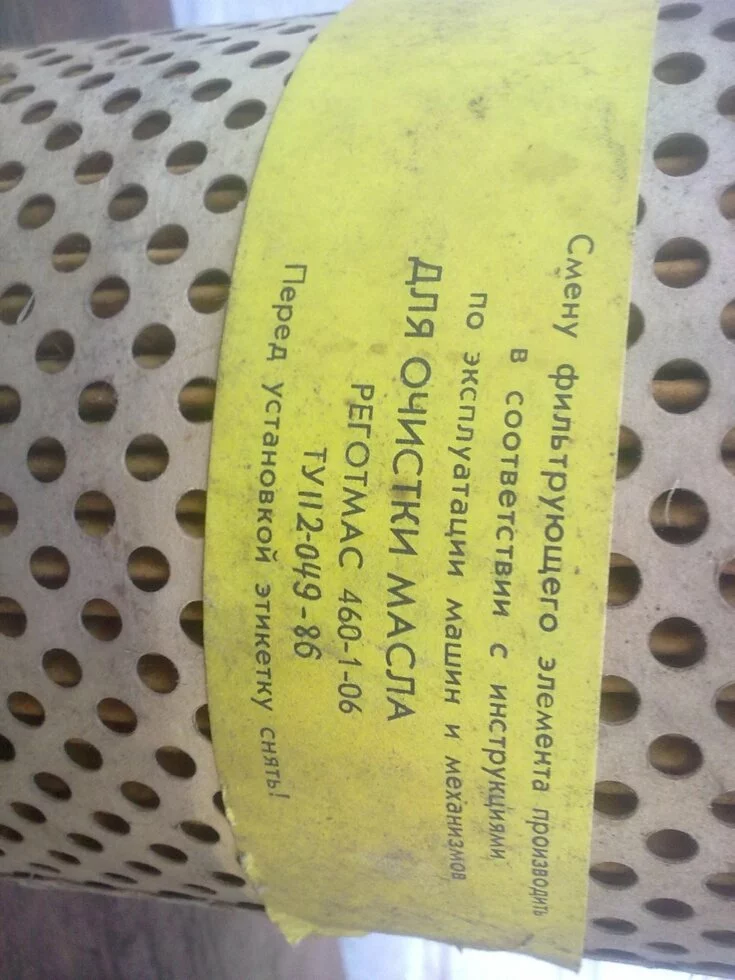 Смену фильтрующего элемента производить
в соответствии с инструкциями
по эксплуатации машин и механизмов
ДЛЯ ОЧИСТКИ МАСЛА
РЕГОТМАС 460-1-06
ТУ112-049-86
Перед установкой этикетку снять!